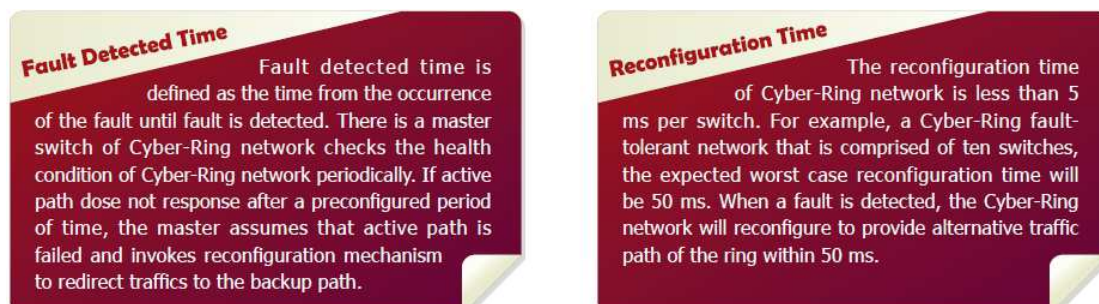 Fault Detected Time
Fault detected time is
defined as the time from the occurrence
of the fault until fault is detected. There is a master
switch of Cyber-Ring network checks the health
condition of Cyber-Ring network periodically. If active
path dose not response after a preconfigured period
of time, the master assumes that active path is
failed and invokes reconfiguration mechanism
to redirect traffics to the backup path.
Reconfiguration Time
The reconfiguration time
of Cyber-Ring network is less than 5
ms per switch. For example, a Cyber-Ring fault-
tolerant network that is comprised of ten switches,
the expected worst case reconfiguration time will
be 50 ms. When a fault is detected, the Cyber-Ring
network will reconfigure to provide alternative traffic
path of the ring within 50 ms.